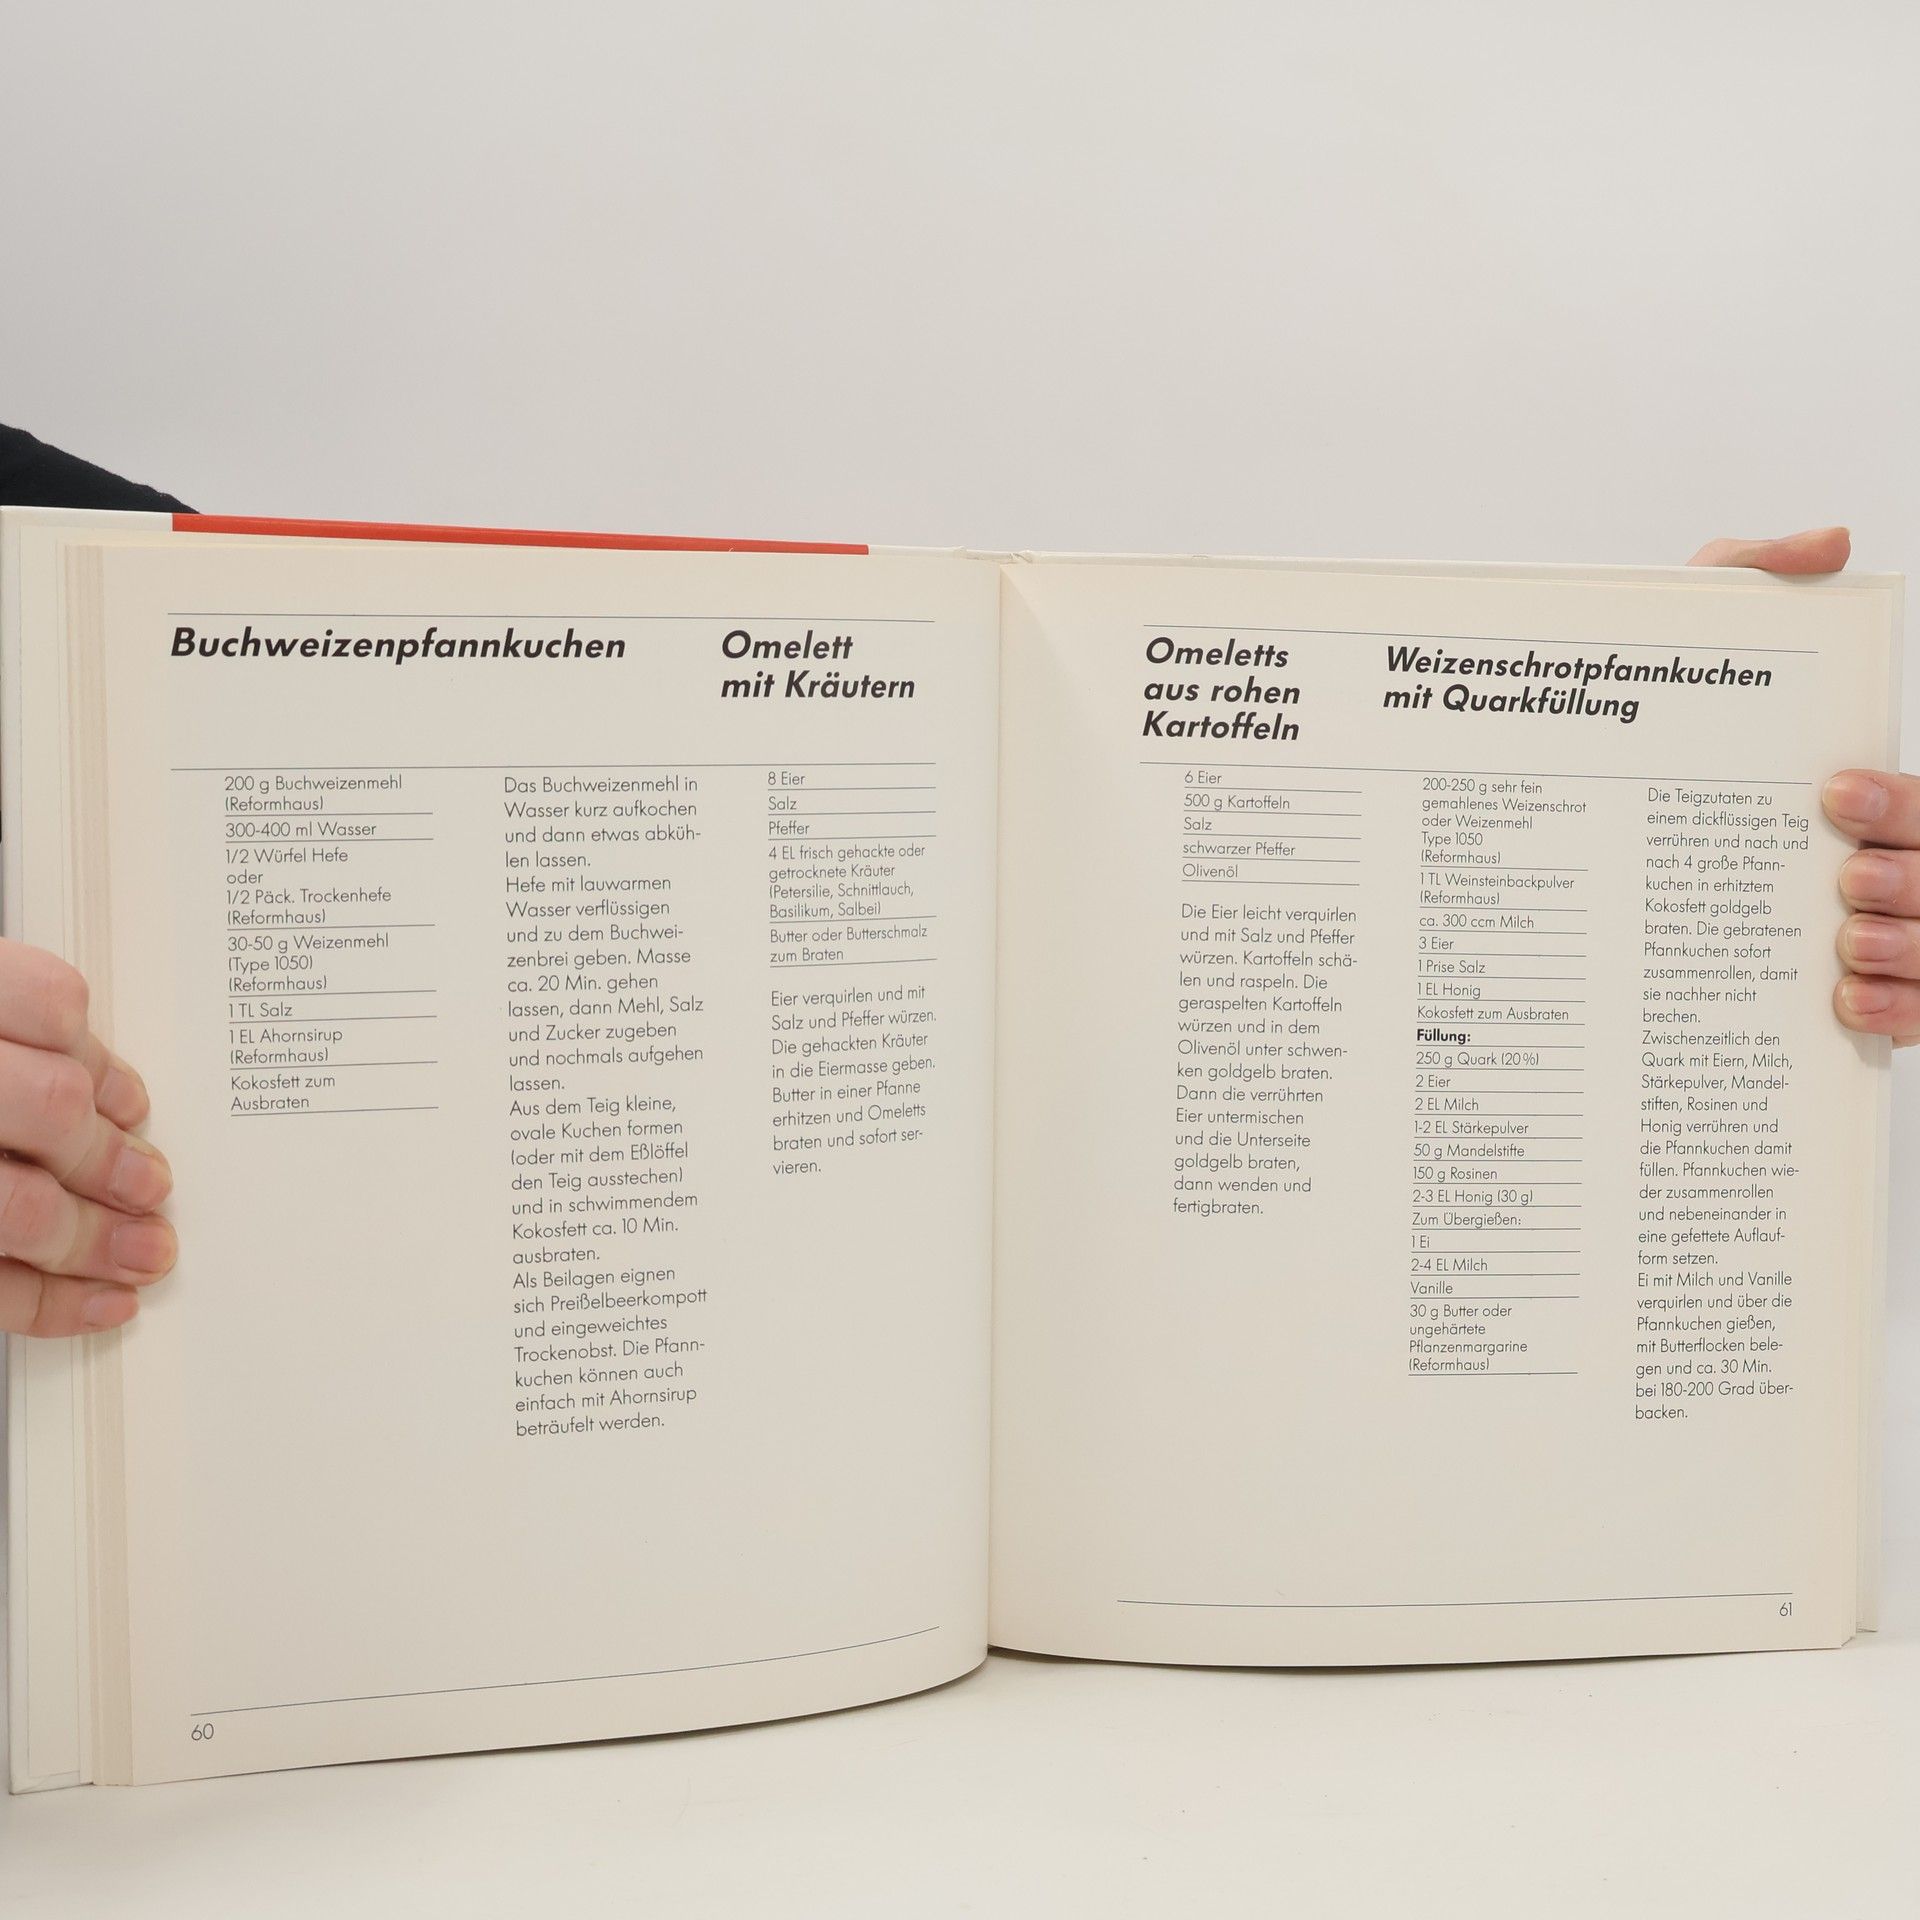 Buchweizenpfannkuchen
200 g Buchweizenmehl
(Reformhaus)
300-400 ml Wasser
1/2 Würfel Hefe
oder
1/2 Päck. Trockenhefe
(Reformhaus)
30-50 g Weizenmehl
(Type 1050)
(Reformhaus)
1 TL Salz
1 EL Ahornsirup
(Reformhaus)
Kokosfett zum
Ausbraten
Das Buchweizenmehl in
Wasser kurz aufkochen
und dann etwas abküh-
len lassen.
Hefe mit lauwarmen
Wasser verflüssigen
und zu dem Buchwei-
zenbrei geben. Masse
ca. 20 Min. gehen
lassen, dann Mehl, Salz
und Zucker zugeben
und nochmals aufgehen
lassen.
Aus dem Teig kleine,
ovale Kuchen formen
(oder mit dem Eßlöffel
den Teig ausstechen)
und in schwimmendem
Kokosfett ca. 10 Min.
ausbraten.
Als Beilagen eignen
sich Preißelbeerkompott
und eingeweichtes
Trockenobst. Die Pfann-
kuchen können auch
einfach mit Ahornsirup
beträufelt werden.
Omelett
mit Kräutern
8 Eier
Salz
Pfeffer
4 EL frisch gehackte oder
getrocknete Kräuter
(Petersilie, Schnittlauch,
Basilikum, Salbei)
Butter oder Butterschmalz
zum Braten
Eier verquirlen und mit
Salz und Pfeffer würzen.
Die gehackten Kräuter
in die Eiermasse geben.
Butter in einer Pfanne
erhitzen und Omeletts
braten und sofort ser-
vieren.
60
Omeletts
aus rohen
Kartoffeln
6 Eier
500 g Kartoffeln
Salz
schwarzer Pfeffer
Olivenöl
Die Eier leicht verquirlen
und mit Salz und Pfeffer
würzen. Kartoffeln schä-
len und raspeln. Die
geraspelten Kartoffeln
würzen und in dem
Olivenöl unter schwen-
ken goldgelb braten.
Dann die verrührten
Eier untermischen
und die Unterseite
goldgelb braten,
dann wenden und
fertigbraten.
Weizenschrotpfannkuchen
mit Quarkfüllung
200-250 g sehr fein
gemahlenes Weizenschrot
oder Weizenmehl
Type 1050
(Reformhaus)
1 TL Weinsteinbackpulver
(Reformhaus)
ca. 300 ccm Milch
3 Eier
1 Prise Salz
1 EL Honig
Kokosfett zum Ausbraten
Füllung:
250 g Quark (20 %)
2 Eier
2 EL Milch
1-2 EL Stärkepulver
50 g Mandelstifte
150 g Rosinen
2-3 EL Honig (30 g)
Zum Übergießen:
1 Ei
2-4 EL Milch
Vanille
30 g Butter oder
ungehärtete
Pflanzenmargarine
(Reformhaus)
Die Teigzutaten zu
einem dickflüssigen Teig
verrühren und nach und
nach 4 große Pfann-
kuchen in erhitztem
Kokosfett goldgelb
braten. Die gebratenen
Pfannkuchen sofort
zusammenrollen, damit
sie nachher nicht
brechen.
Zwischenzeitlich den
Quark mit Eiern, Milch,
Stärkepulver, Mandel-
stiften, Rosinen und
Honig verrühren und
die Pfannkuchen damit
füllen. Pfannkuchen wie-
der zusammenrollen
und nebeneinander in
eine gefettete Auflauf-
form setzen.
Ei mit Milch und Vanille
verquirlen und über die
Pfannkuchen gießen,
mit Butterflocken bele-
gen und ca. 30 Min.
bei 180-200 Grad über-
backen.
61